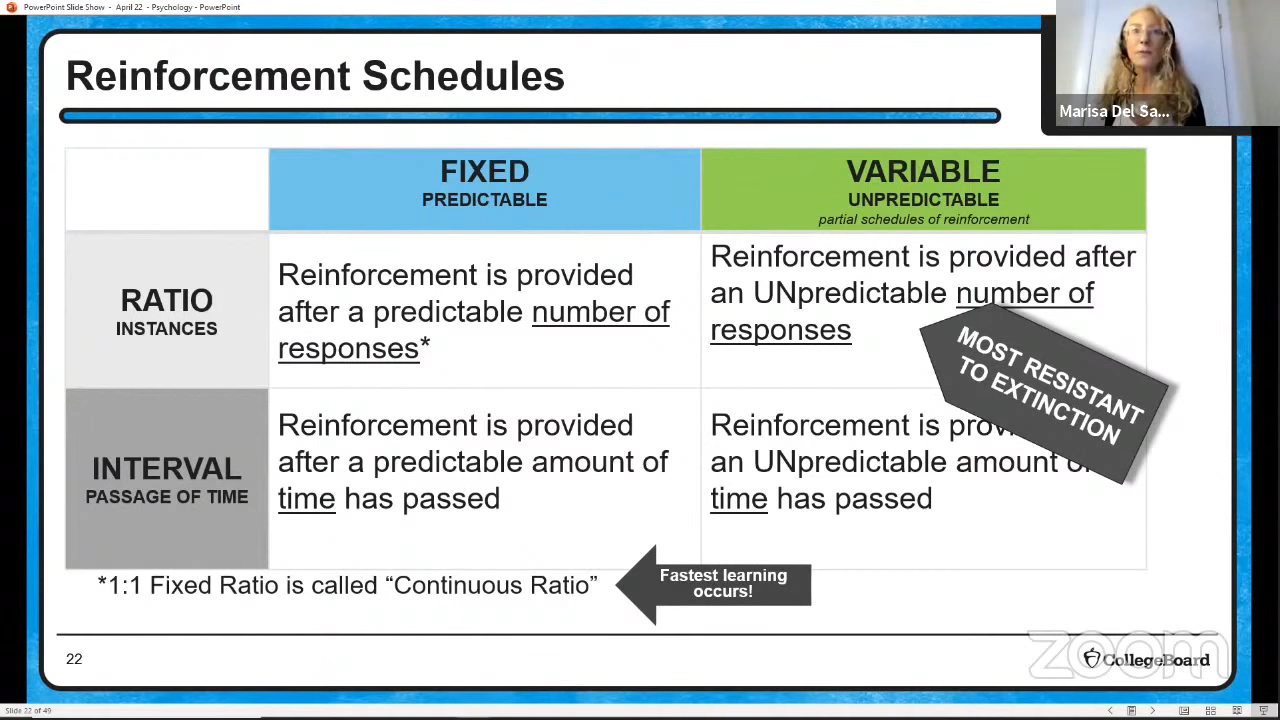 PowerPoint Slide Show - April 22 - Psychology - PowerPoint
Reinforcement Schedules
Marisa Del Sa...
FIXED
PREDICTABLE
VARIABLE
UNPREDICTABLE
partial schedules of reinforcement
RATIO
INSTANCES
Reinforcement is provided
after a predictable number of
responses*
Reinforcement is provided after
an UNpredictable number of
responses
MOST RESISTANT
TO EXTINCTION
INTERVAL
PASSAGE OF TIME
Reinforcement is provided
after a predictable amount of
time has passed
Reinforcement is
an UNpredictable amount of
time has passed
*1:1 Fixed Ratio is called “Continuous Ratio”
Fastest learning
occurs!
22
zoom
CollegeBoard
Slide 22 of 49